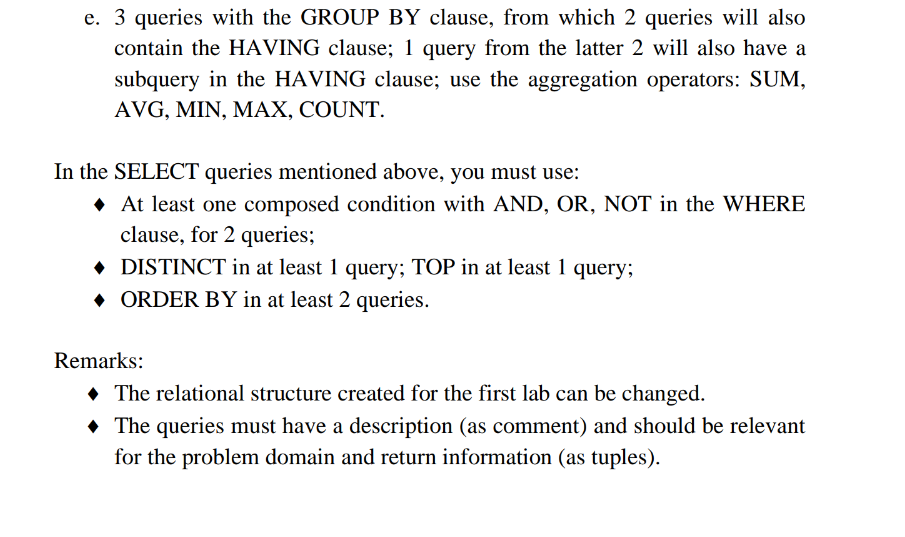 e. 3 queries with the GROUP BY clause, from which 2 queries will also
contain the HAVING clause; 1 query from the latter 2 will also have a
subquery in the HAVING clause; use the aggregation operators: SUM,
AVG, MIN, MAX, COUNT.
In the SELECT queries mentioned above, you must use:
♦ At least one composed condition with AND, OR, NOT in the WHERE
clause, for 2 queries;
♦ DISTINCT in at least 1 query; TOP in at least 1 query;
♦ ORDER BY in at least 2 queries.
Remarks:
♦ The relational structure created for the first lab can be changed.
♦ The queries must have a description (as comment) and should be relevant
for the problem domain and return information (as tuples).